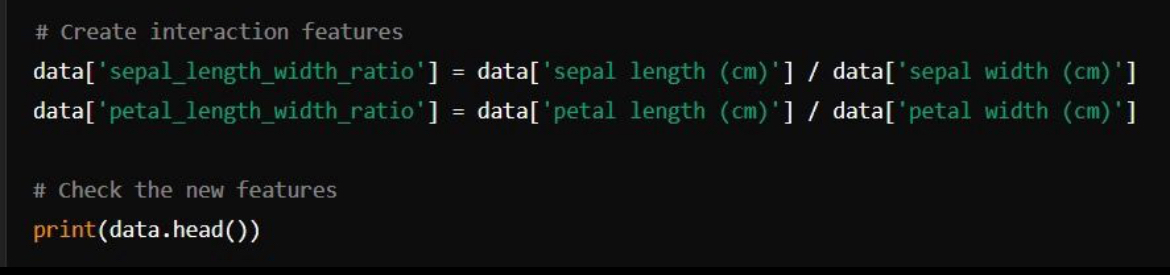 # Create interaction features
data['sepal_length_width_ratio'] = data['sepal length (cm)'] / data['sepal width (cm)']
data['petal_length_width_ratio'] = data['petal length (cm)'] / data['petal width (cm)']
# Check the new features
print(data.head())